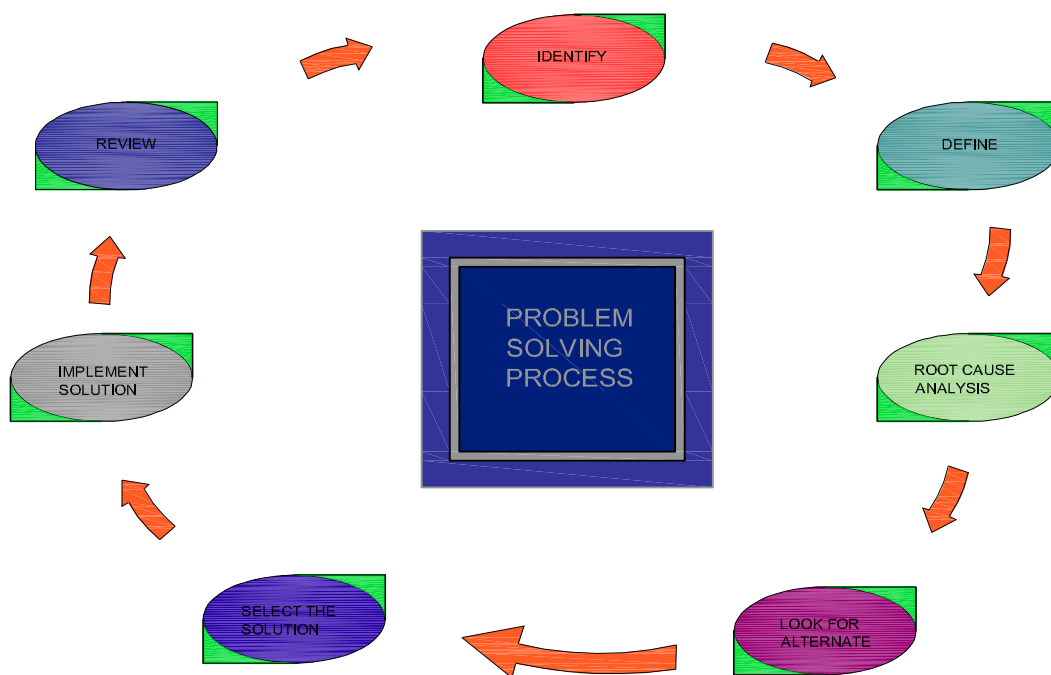 IDENTIFY
DEFINE
ROOT CAUSE
ANALYSIS
LOOK FOR
ALTERNATE
SELECT THE
SOLUTION
IMPLEMENT
SOLUTION
REVIEW
PROBLEM
SOLVING
PROCESS